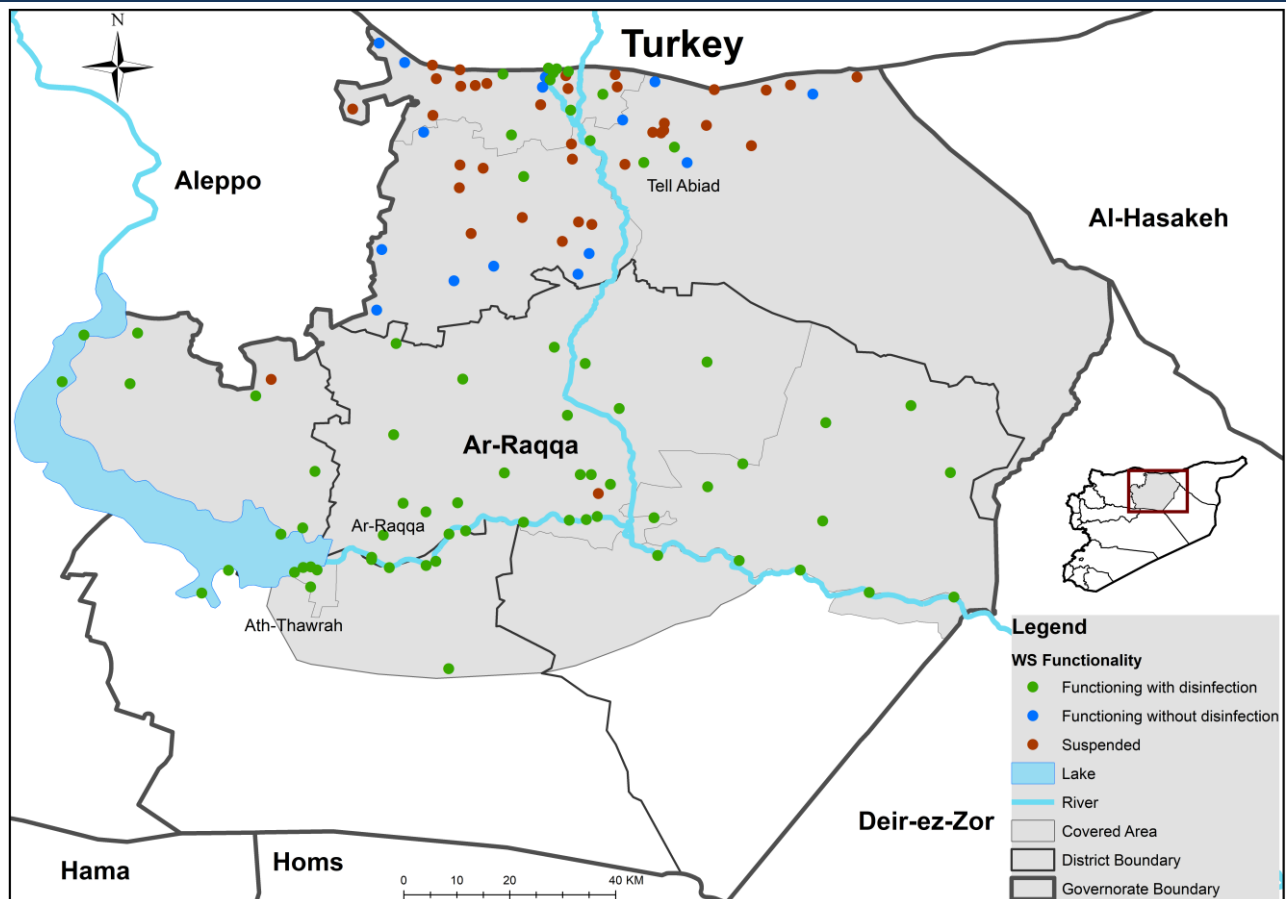 N
Turkey
Aleppo
Tell Abiad
Al-Hasakeh
Ar-Raqqa
Ar-Raqqa
Ath-Thawrah
Deir-ez-Zor
Hama
Homs
0 10 20 40 KM
Legend
WS Functionality
Functioning with disinfection
Functioning without disinfection
Suspended
Lake
River
Covered Area
District Boundary
Governorate Boundary